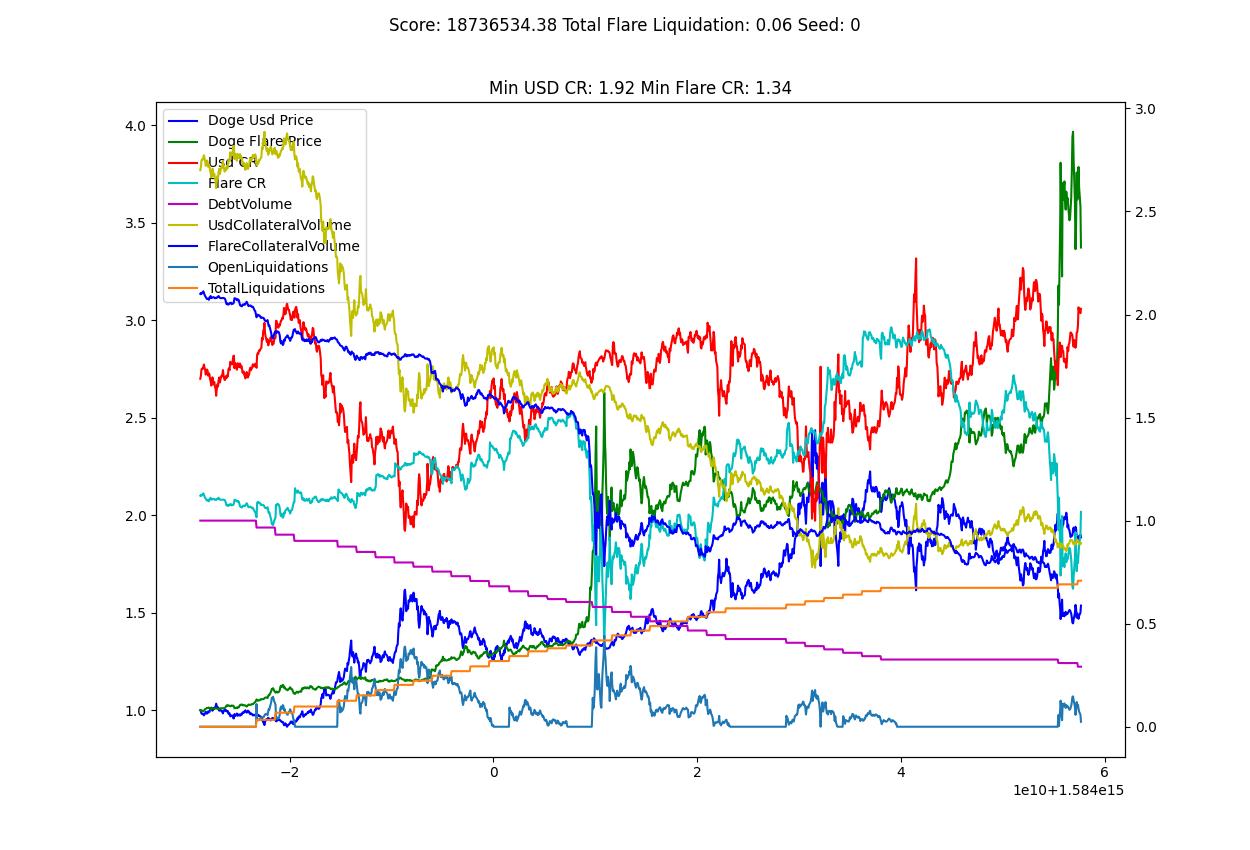 Score: 18736534.38 Total Flare Liquidation: 0.06 Seed: 0
Min USD CR: 1.92 Min Flare CR: 1.34
Doge Usd Price
Doge Flare Price
Usd CR
Flare CR
DebtVolume
UsdCollateralVolume
FlareCollateralVolume
OpenLiquidations
TotalLiquidations
4.0
3.5
3.0
2.5
2.0
1.5
1.0
3.0
2.5
2.0
1.5
1.0
0.5
0.0
−2 0 2 4 6
1e10+1.584e15